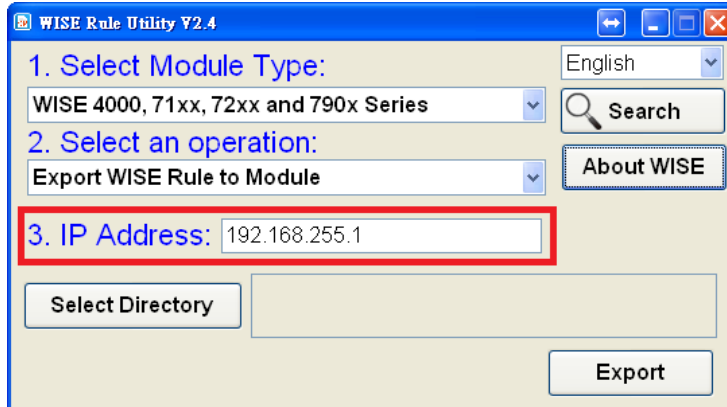 WISE Rule Utility V2.4
1. Select Module Type:
English
WISE 4000, 71xx, 72xx and 790x Series
Search
2. Select an operation:
About WISE
Export WISE Rule to Module
3. IP Address: 192.168.255.1
Select Directory
Export